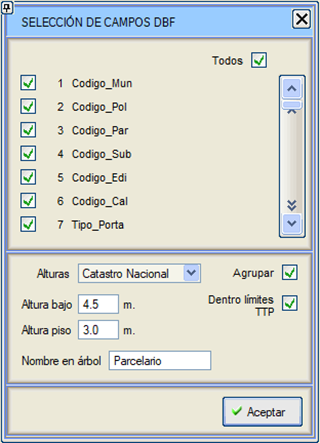 SELECCIÓN DE CAMPOS DBF
Todos
1 Codigo_Mun
2 Codigo_Pol
3 Codigo_Par
4 Codigo_Sub
5 Codigo_Edi
6 Codigo_Cal
7 Tipo_Porta
Alturas Catastro Nacional Agrupar
Altura bajo 4.5 m. Dentro límites
TTP
Altura piso 3.0 m.
Nombre en árbol Parcelario
Aceptar